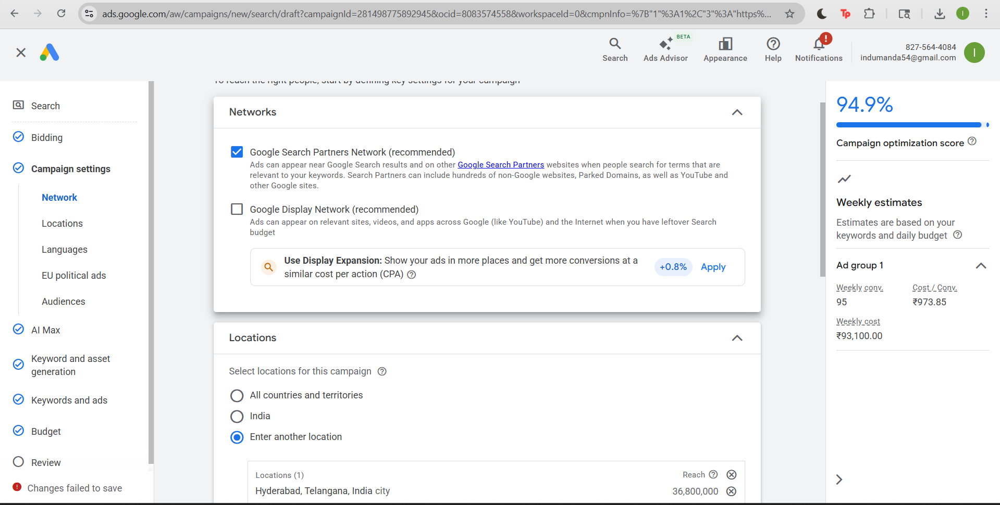 ads.google.com/aw/campaigns/new/search/draft?campaignId=281498775892945&ocid=8083574558&workspaceId=0&cmpnInfo=%7B"1"%3A1%2C"3"%3A"https%...
Tp
I
Search
Ads Advisor
BETA
Appearance
Help
Notifications
827-564-4084
indumanda54@gmail.com
I
Search
Bidding
Campaign settings
Network
Locations
Languages
EU political ads
Audiences
AI Max
Keyword and asset
generation
Keywords and ads
Budget
Review
Changes failed to save
To reach the right people, start by defining key settings for your campaign
Networks
Google Search Partners Network (recommended)
Ads can appear near Google Search results and on other Google Search Partners websites when people search for terms that are
relevant to your keywords. Search Partners can include hundreds of non-Google websites, Parked Domains, as well as YouTube and
other Google sites.
Google Display Network (recommended)
Ads can appear on relevant sites, videos, and apps across Google (like YouTube) and the Internet when you have leftover Search
budget
Use Display Expansion: Show your ads in more places and get more conversions at a
similar cost per action (CPA)
+0.8%
Apply
Locations
Select locations for this campaign
All countries and territories
India
Enter another location
Locations (1)
Reach
Hyderabad, Telangana, India city
36,800,000
94.9%
Campaign optimization score
Weekly estimates
Estimates are based on your
keywords and daily budget
Ad group 1
Weekly conv.
Cost / Conv.
95
₹973.85
Weekly cost
₹93,100.00